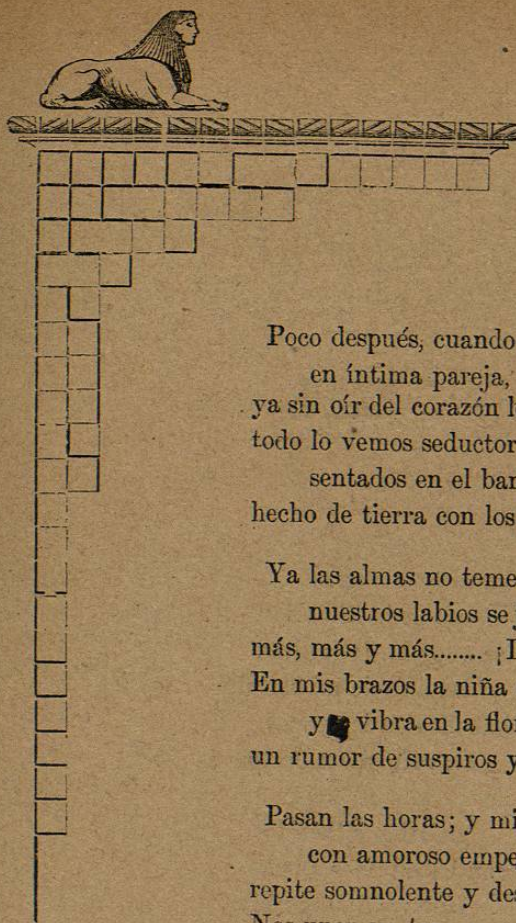 Poco después, cuando
en íntima pareja,
ya sin oír del corazón l
todo lo vemos seductor
sentados en el ban
hecho de tierra con los
Ya las almas no teme
nuestros labios se
más, más y más........ ¡I
En mis brazos la niña
y vibra en la flo
un rumor de suspiros y
Pasan las horas; y mi
con amoroso empe
repite somnolente y de